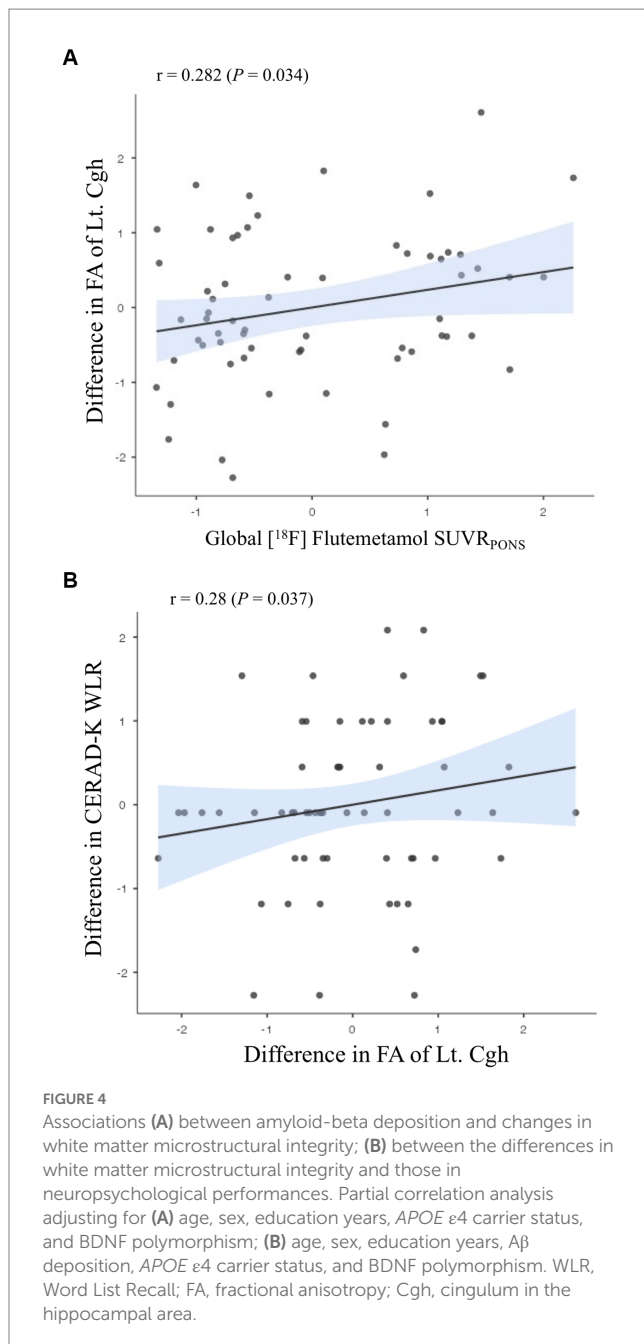 A
r = 0.282 (P = 0.034)
Difference in FA of Lt. Cgh
2
1
0
-1
-2
-1
0
1
2
Global [¹⁸F] Flutemetamol SUVR_PONS
B
r = 0.28 (P = 0.037)
Difference in CERAD-K WLR
2
1
0
-1
-2
-2
-1
0
1
2
Difference in FA of Lt. Cgh
FIGURE 4
Associations (A) between amyloid-beta deposition and changes in
white matter microstructural integrity; (B) between the differences in
white matter microstructural integrity and those in
neuropsychological performances. Partial correlation analysis
adjusting for (A) age, sex, education years, APOE ε4 carrier status,
and BDNF polymorphism; (B) age, sex, education years, Aβ
deposition, APOE ε4 carrier status, and BDNF polymorphism. WLR,
Word List Recall; FA, fractional anisotropy; Cgh, cingulum in the
hippocampal area.